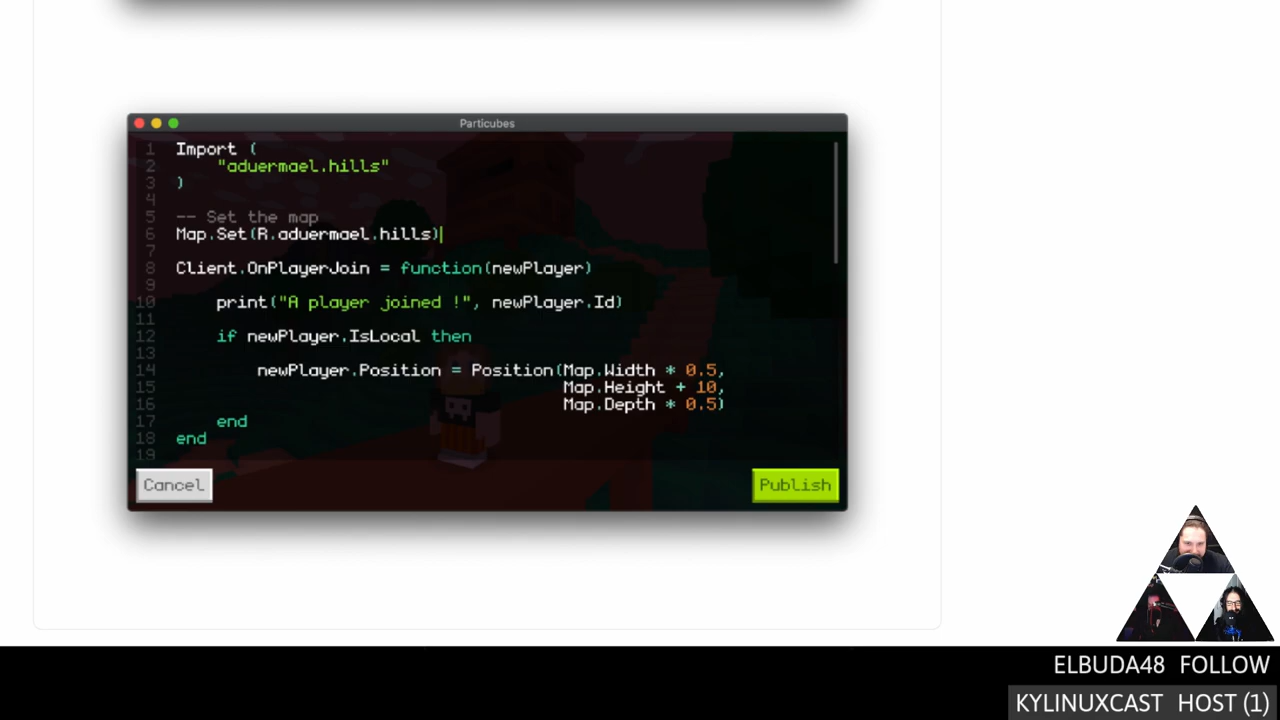 Particubes
1 Import (
2 "aduermael.hills"
3 )
4
5 -- Set the map
6 Map.Set(R.aduermael.hills)
7
8 Client.OnPlayerJoin = function(newPlayer)
9
10 print("A player joined !", newPlayer.Id)
11
12 if newPlayer.IsLocal then
13
14 newPlayer.Position = Position(Map.Width * 0.5,
15 Map.Height + 10,
16 Map.Depth * 0.5)
17 end
18 end
19
Cancel Publish
ELBUDA48 FOLLOW
KYLINUXCAST HOST (1)